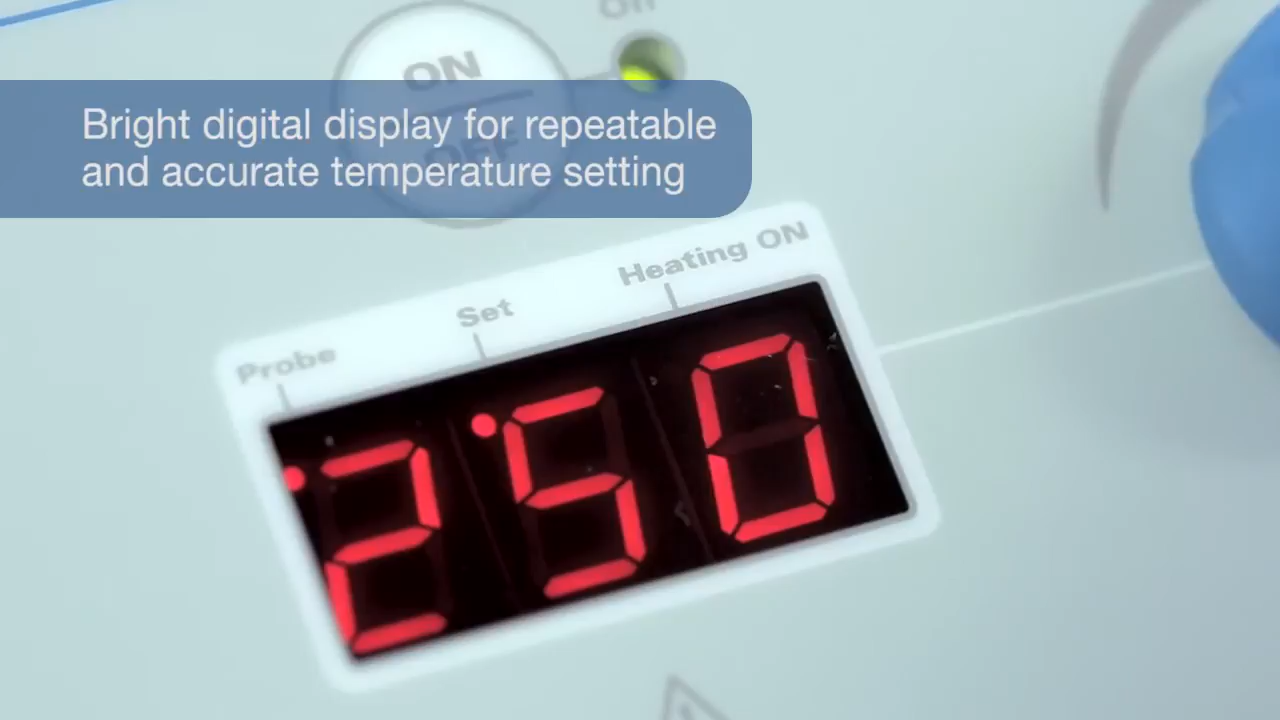 On
ON
OFF
Bright digital display for repeatable
and accurate temperature setting
Probe
Set
Heating ON
250